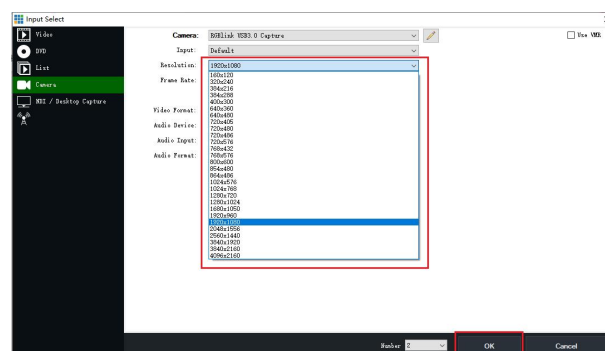 Input Select
Video
DVD
List
Camera
NDI / Desktop Capture
Camera: RGBlink USB3.0 Capture
Use VMR
Input: Default
Resolution: 1920x1080
Frame Rate:
Video Format:
Audio Device:
Audio Input:
Audio Format:
160x120
320x240
384x216
384x288
400x300
640x360
640x480
720x405
720x480
720x486
720x576
768x432
768x576
800x600
854x480
864x486
1024x576
1024x768
1280x720
1280x1024
1680x1050
1920x960
1920x1080
2048x1556
2560x1440
3840x1920
3840x2160
4096x2160
Number 2
OK
Cancel